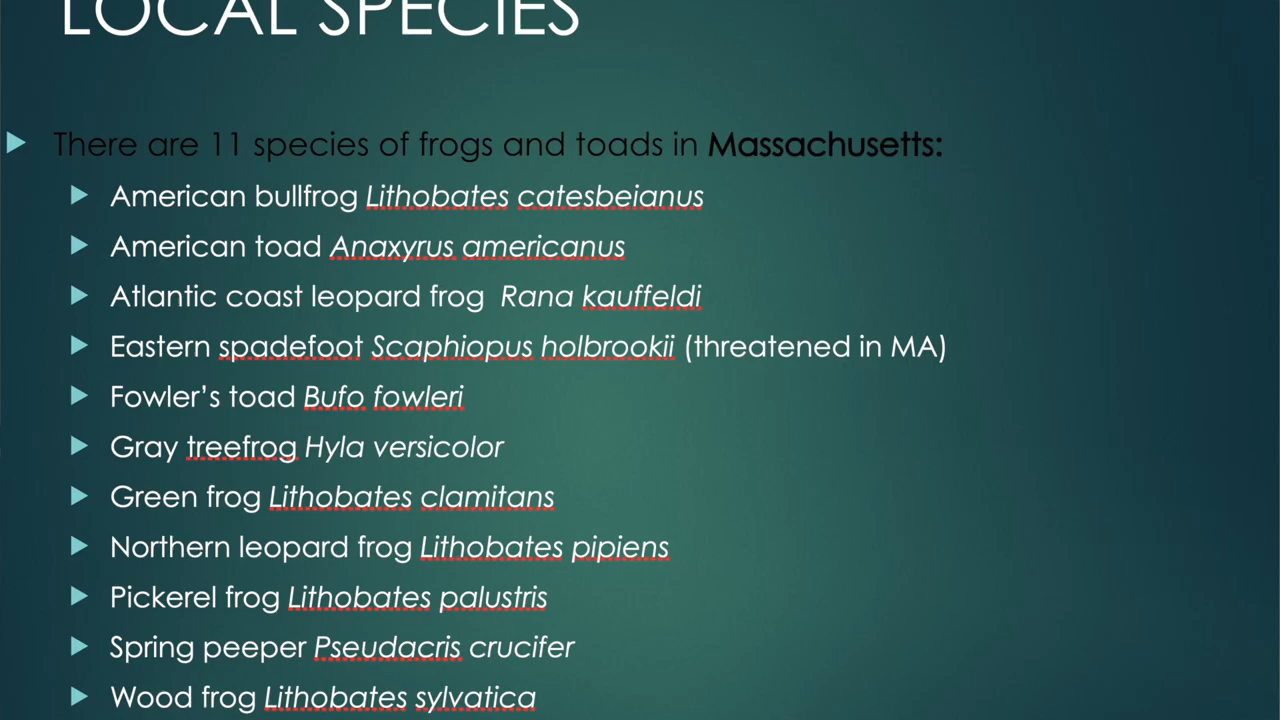 LOCAL SPECIES
There are 11 species of frogs and toads in Massachusetts:
American bullfrog Lithobates catesbeianus
American toad Anaxyrus americanus
Atlantic coast leopard frog Rana kauffeldi
Eastern spadefoot Scaphiopus holbrookii (threatened in MA)
Fowler’s toad Bufo fowleri
Gray treefrog Hyla versicolor
Green frog Lithobates clamitans
Northern leopard frog Lithobates pipiens
Pickerel frog Lithobates palustris
Spring peeper Pseudacris crucifer
Wood frog Lithobates sylvatica